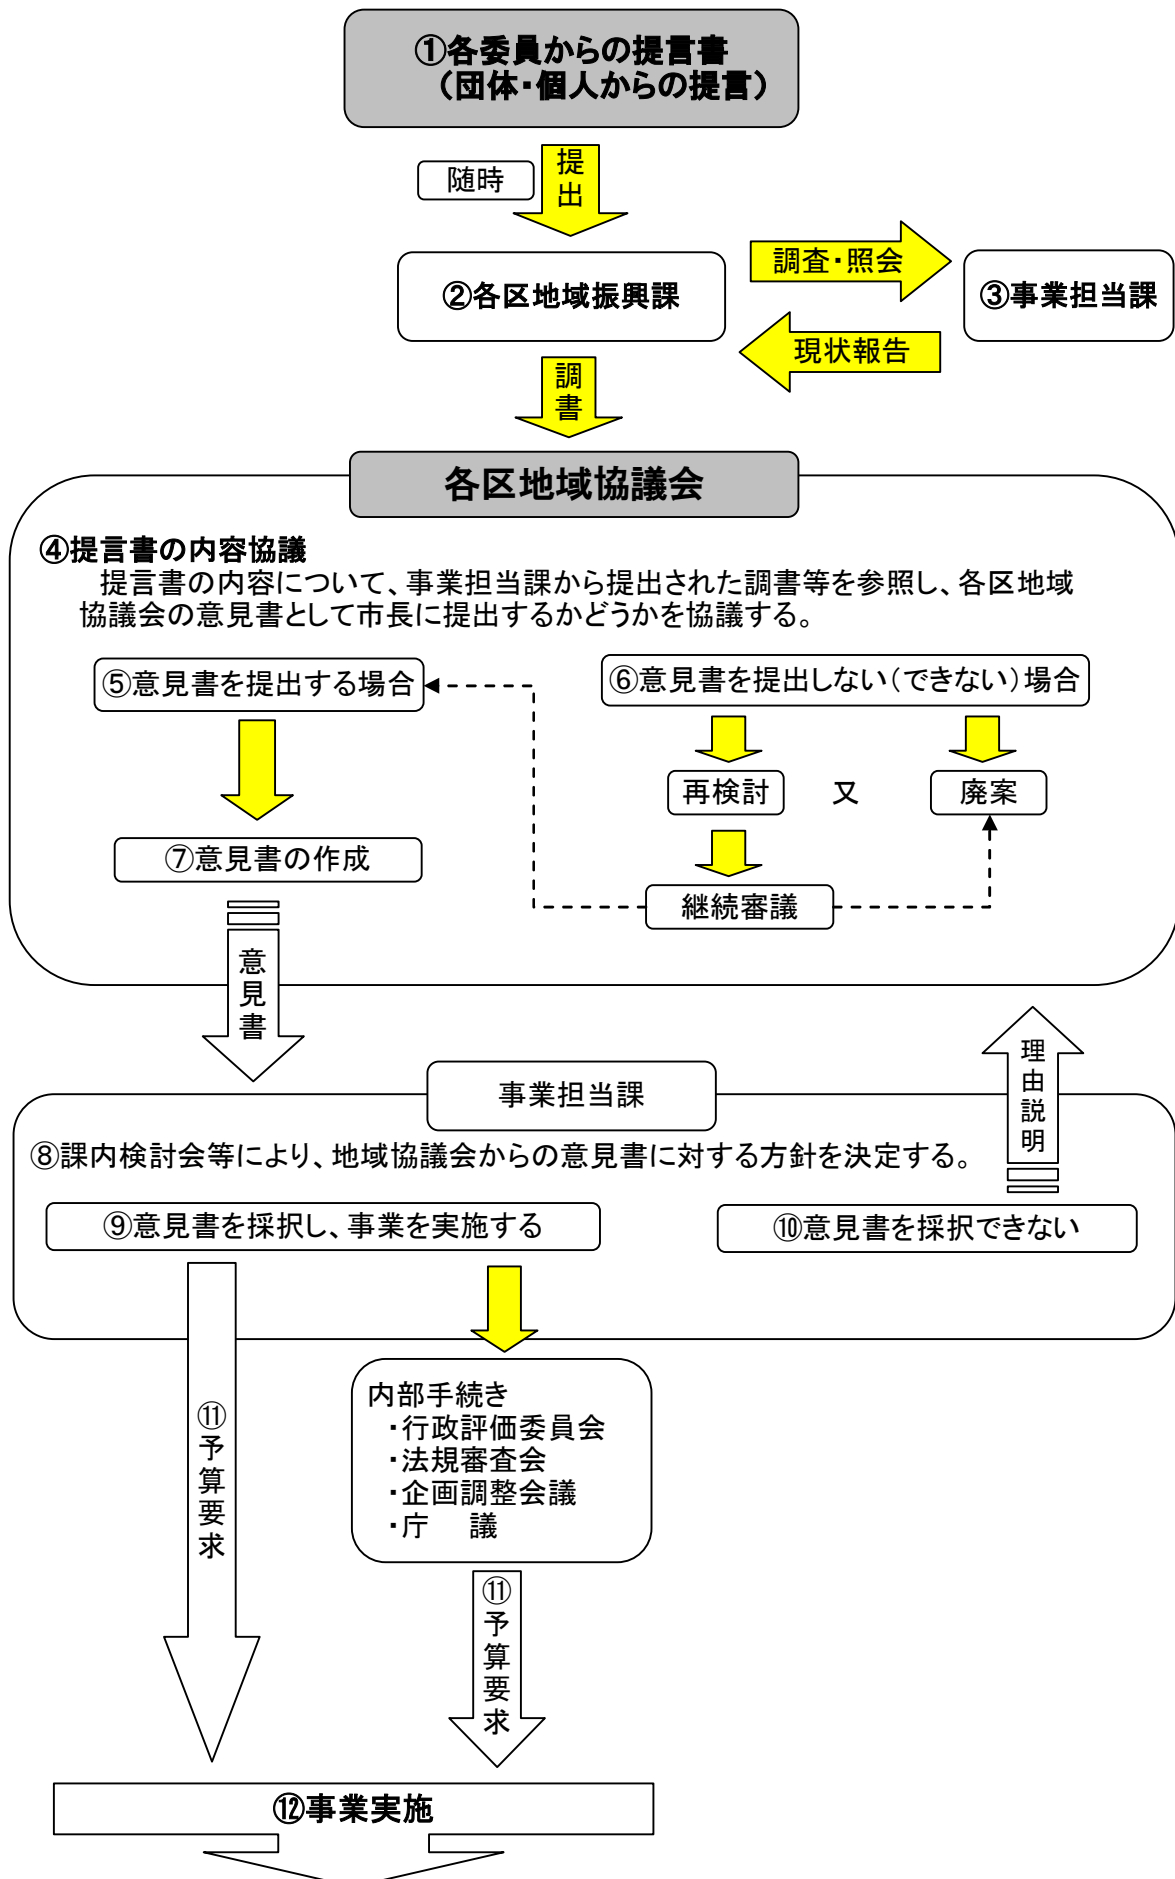 ①各委員からの提言書
（団体・個人からの提言）
随時
提出
②各区地域振興課
調査・照会
③事業担当課
現状報告
調書
各区地域協議会
④提言書の内容協議
提言書の内容について、事業担当課から提出された調書等を参照し、各区地域
協議会の意見書として市長に提出するかどうかを協議する。
⑤意見書を提出する場合
⑥意見書を提出しない（できない）場合
再検討
又
廃案
⑦意見書の作成
継続審議
意見書
理由説明
事業担当課
⑧課内検討会等により、地域協議会からの意見書に対する方針を決定する。
⑨意見書を採択し、事業を実施する
⑩意見書を採択できない
⑪予算要求
内部手続き
・行政評価委員会
・法規審査会
・企画調整会議
・庁　議
⑪予算要求
⑫事業実施